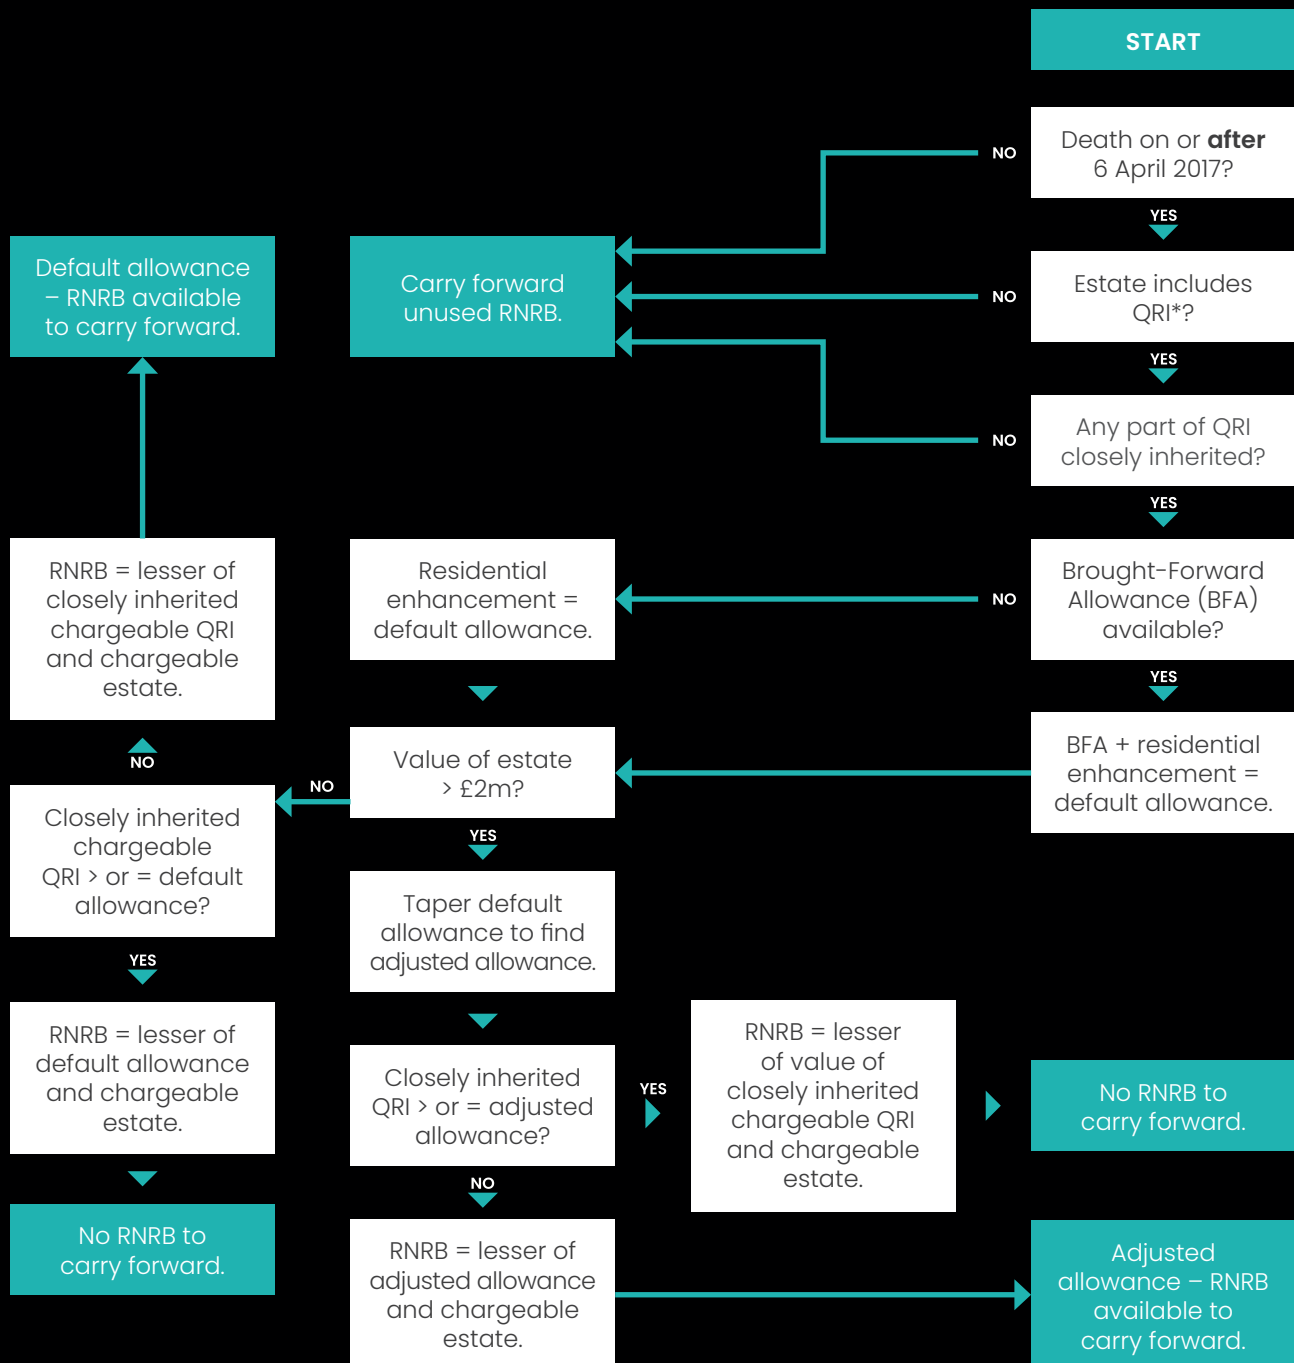 START
Death on or after
6 April 2017?
NO
YES
Estate includes
QRI*?
NO
YES
Any part of QRI
closely inherited?
NO
YES
Carry forward
unused RNRB.
Brought-Forward
Allowance (BFA)
available?
NO
YES
BFA + residential
enhancement =
default allowance.
Residential
enhancement =
default allowance.
Value of estate
> £2m?
NO
YES
Closely inherited
chargeable
QRI > or = default
allowance?
NO
RNRB = lesser of
closely inherited
chargeable QRI
and chargeable
estate.
Default allowance
– RNRB available
to carry forward.
YES
RNRB = lesser of
default allowance
and chargeable
estate.
No RNRB to
carry forward.
Taper default
allowance to find
adjusted allowance.
Closely inherited
QRI > or = adjusted
allowance?
YES
RNRB = lesser
of value of
closely inherited
chargeable QRI
and chargeable
estate.
No RNRB to
carry forward.
NO
RNRB = lesser of
adjusted allowance
and chargeable
estate.
Adjusted
allowance – RNRB
available to
carry forward.